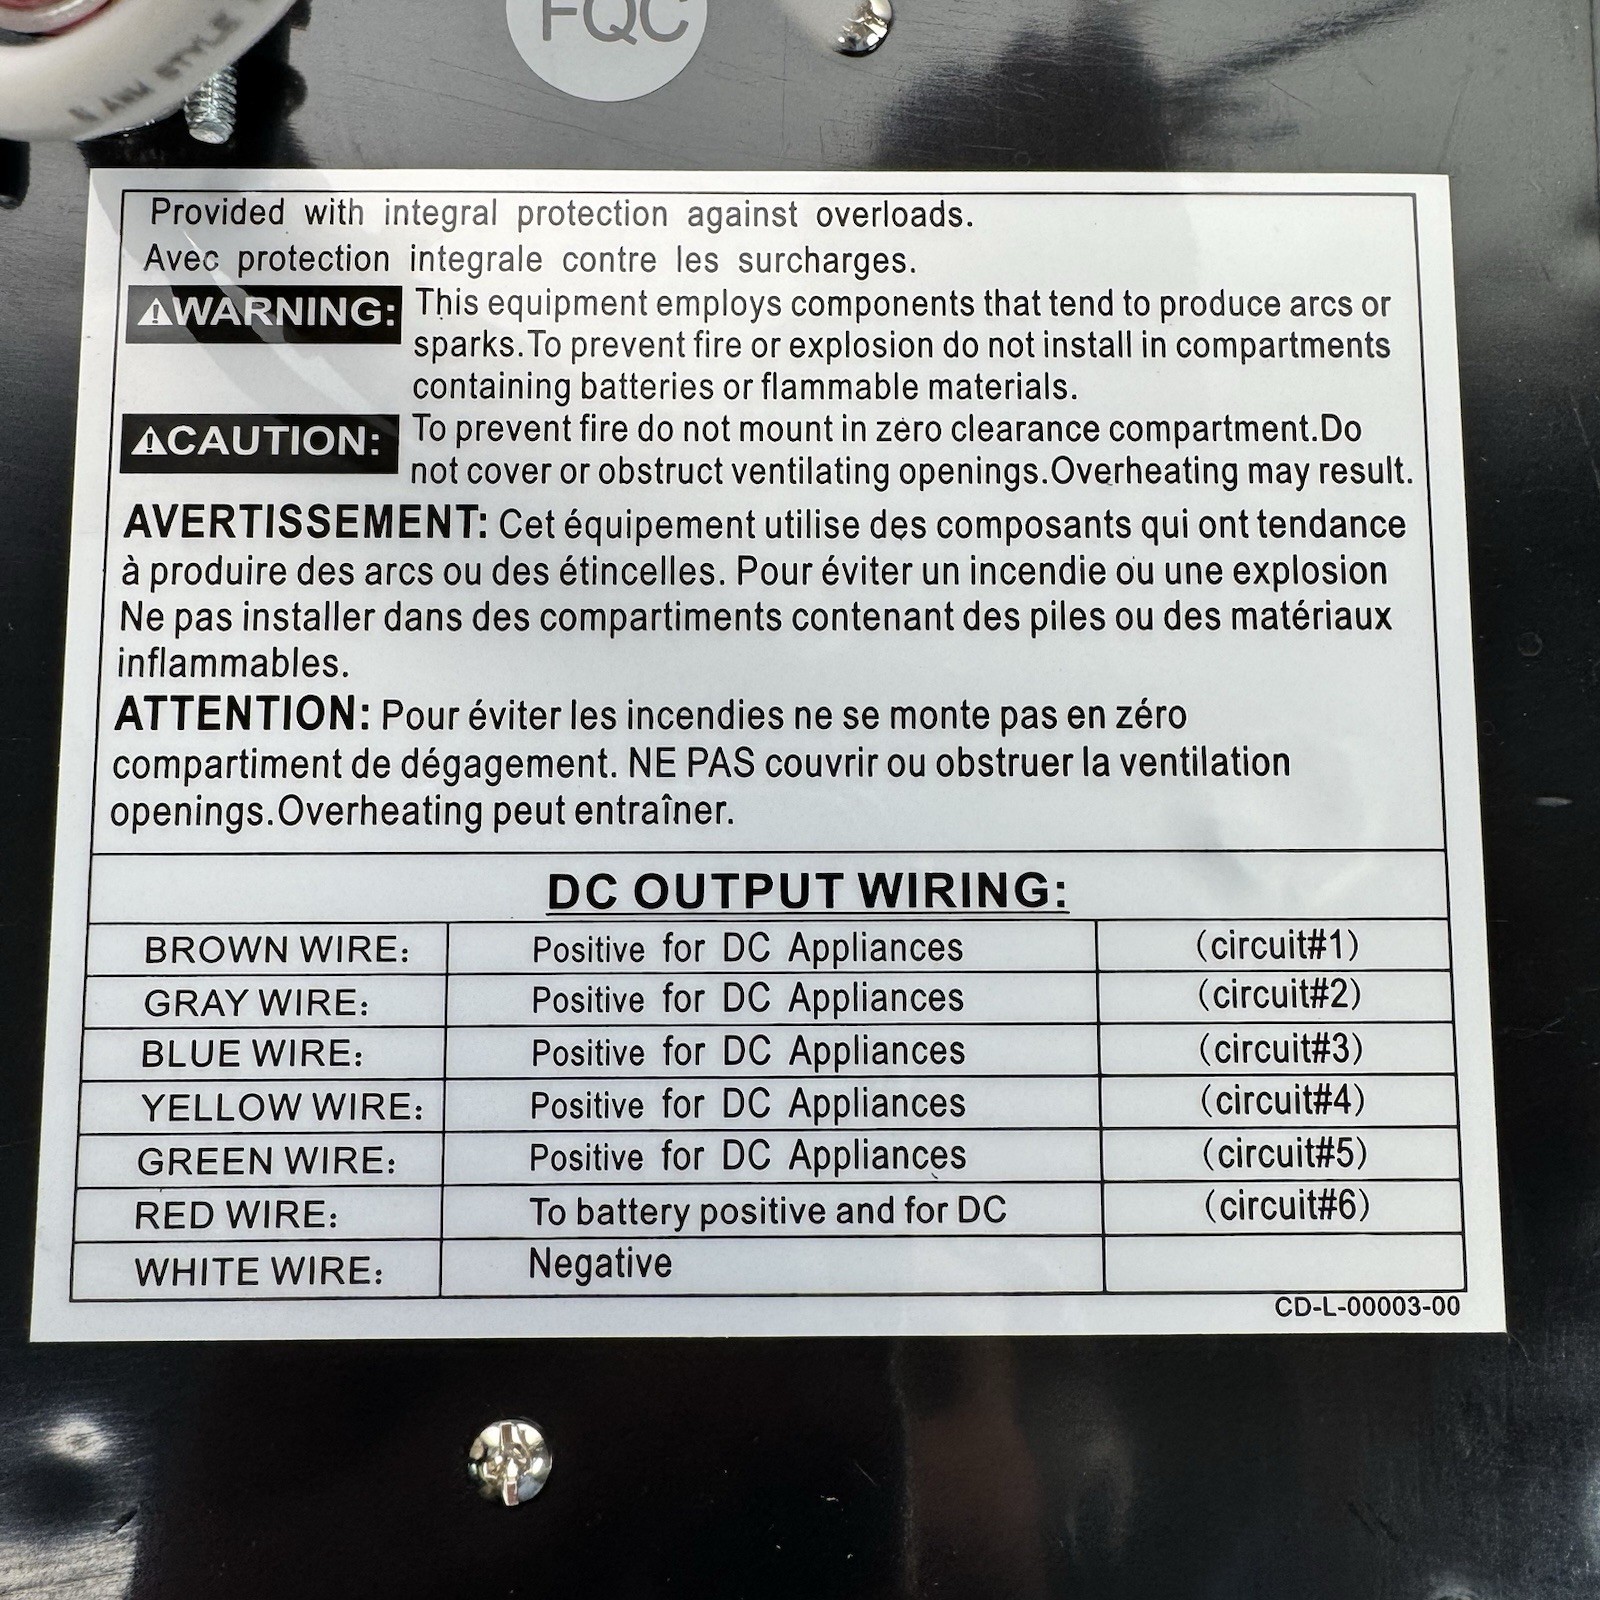 FQC
STYLE
Provided with integral protection against overloads.
Avec protection integrale contre les surcharges.
⚠WARNING: This equipment employs components that tend to produce arcs or
sparks.To prevent fire or explosion do not install in compartments
containing batteries or flammable materials.
⚠CAUTION: To prevent fire do not mount in zero clearance compartment.Do
not cover or obstruct ventilating openings.Overheating may result.
AVERTISSEMENT: Cet équipement utilise des composants qui ont tendance
à produire des arcs ou des étincelles. Pour éviter un incendie ou une explosion
Ne pas installer dans des compartiments contenant des piles ou des matériaux
inflammables.
ATTENTION: Pour éviter les incendies ne se monte pas en zéro
compartiment de dégagement. NE PAS couvrir ou obstruer la ventilation
openings.Overheating peut entraîner.
DC OUTPUT WIRING:
BROWN WIRE: Positive for DC Appliances (circuit#1)
GRAY WIRE: Positive for DC Appliances (circuit#2)
BLUE WIRE: Positive for DC Appliances (circuit#3)
YELLOW WIRE: Positive for DC Appliances (circuit#4)
GREEN WIRE: Positive for DC Appliances (circuit#5)
RED WIRE: To battery positive and for DC (circuit#6)
WHITE WIRE: Negative
CD-L-00003-00